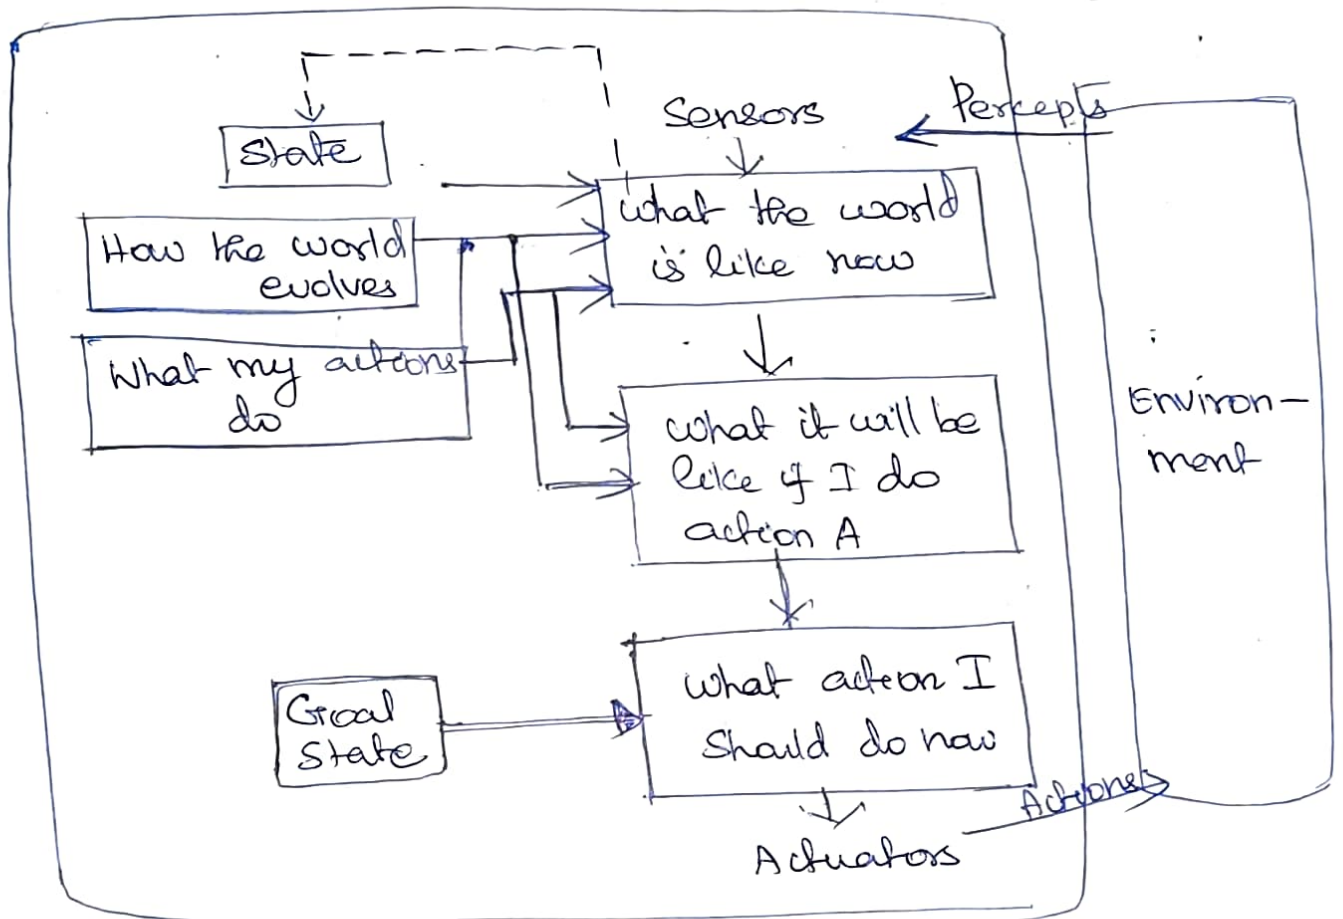 Sensors
Percepts
State
What the world
is like now
How the world
evolves
What my actions
do
What it will be
like if I do
action A
Environ-
ment
Goal
State
What action I
Should do now
Actions
Actuators